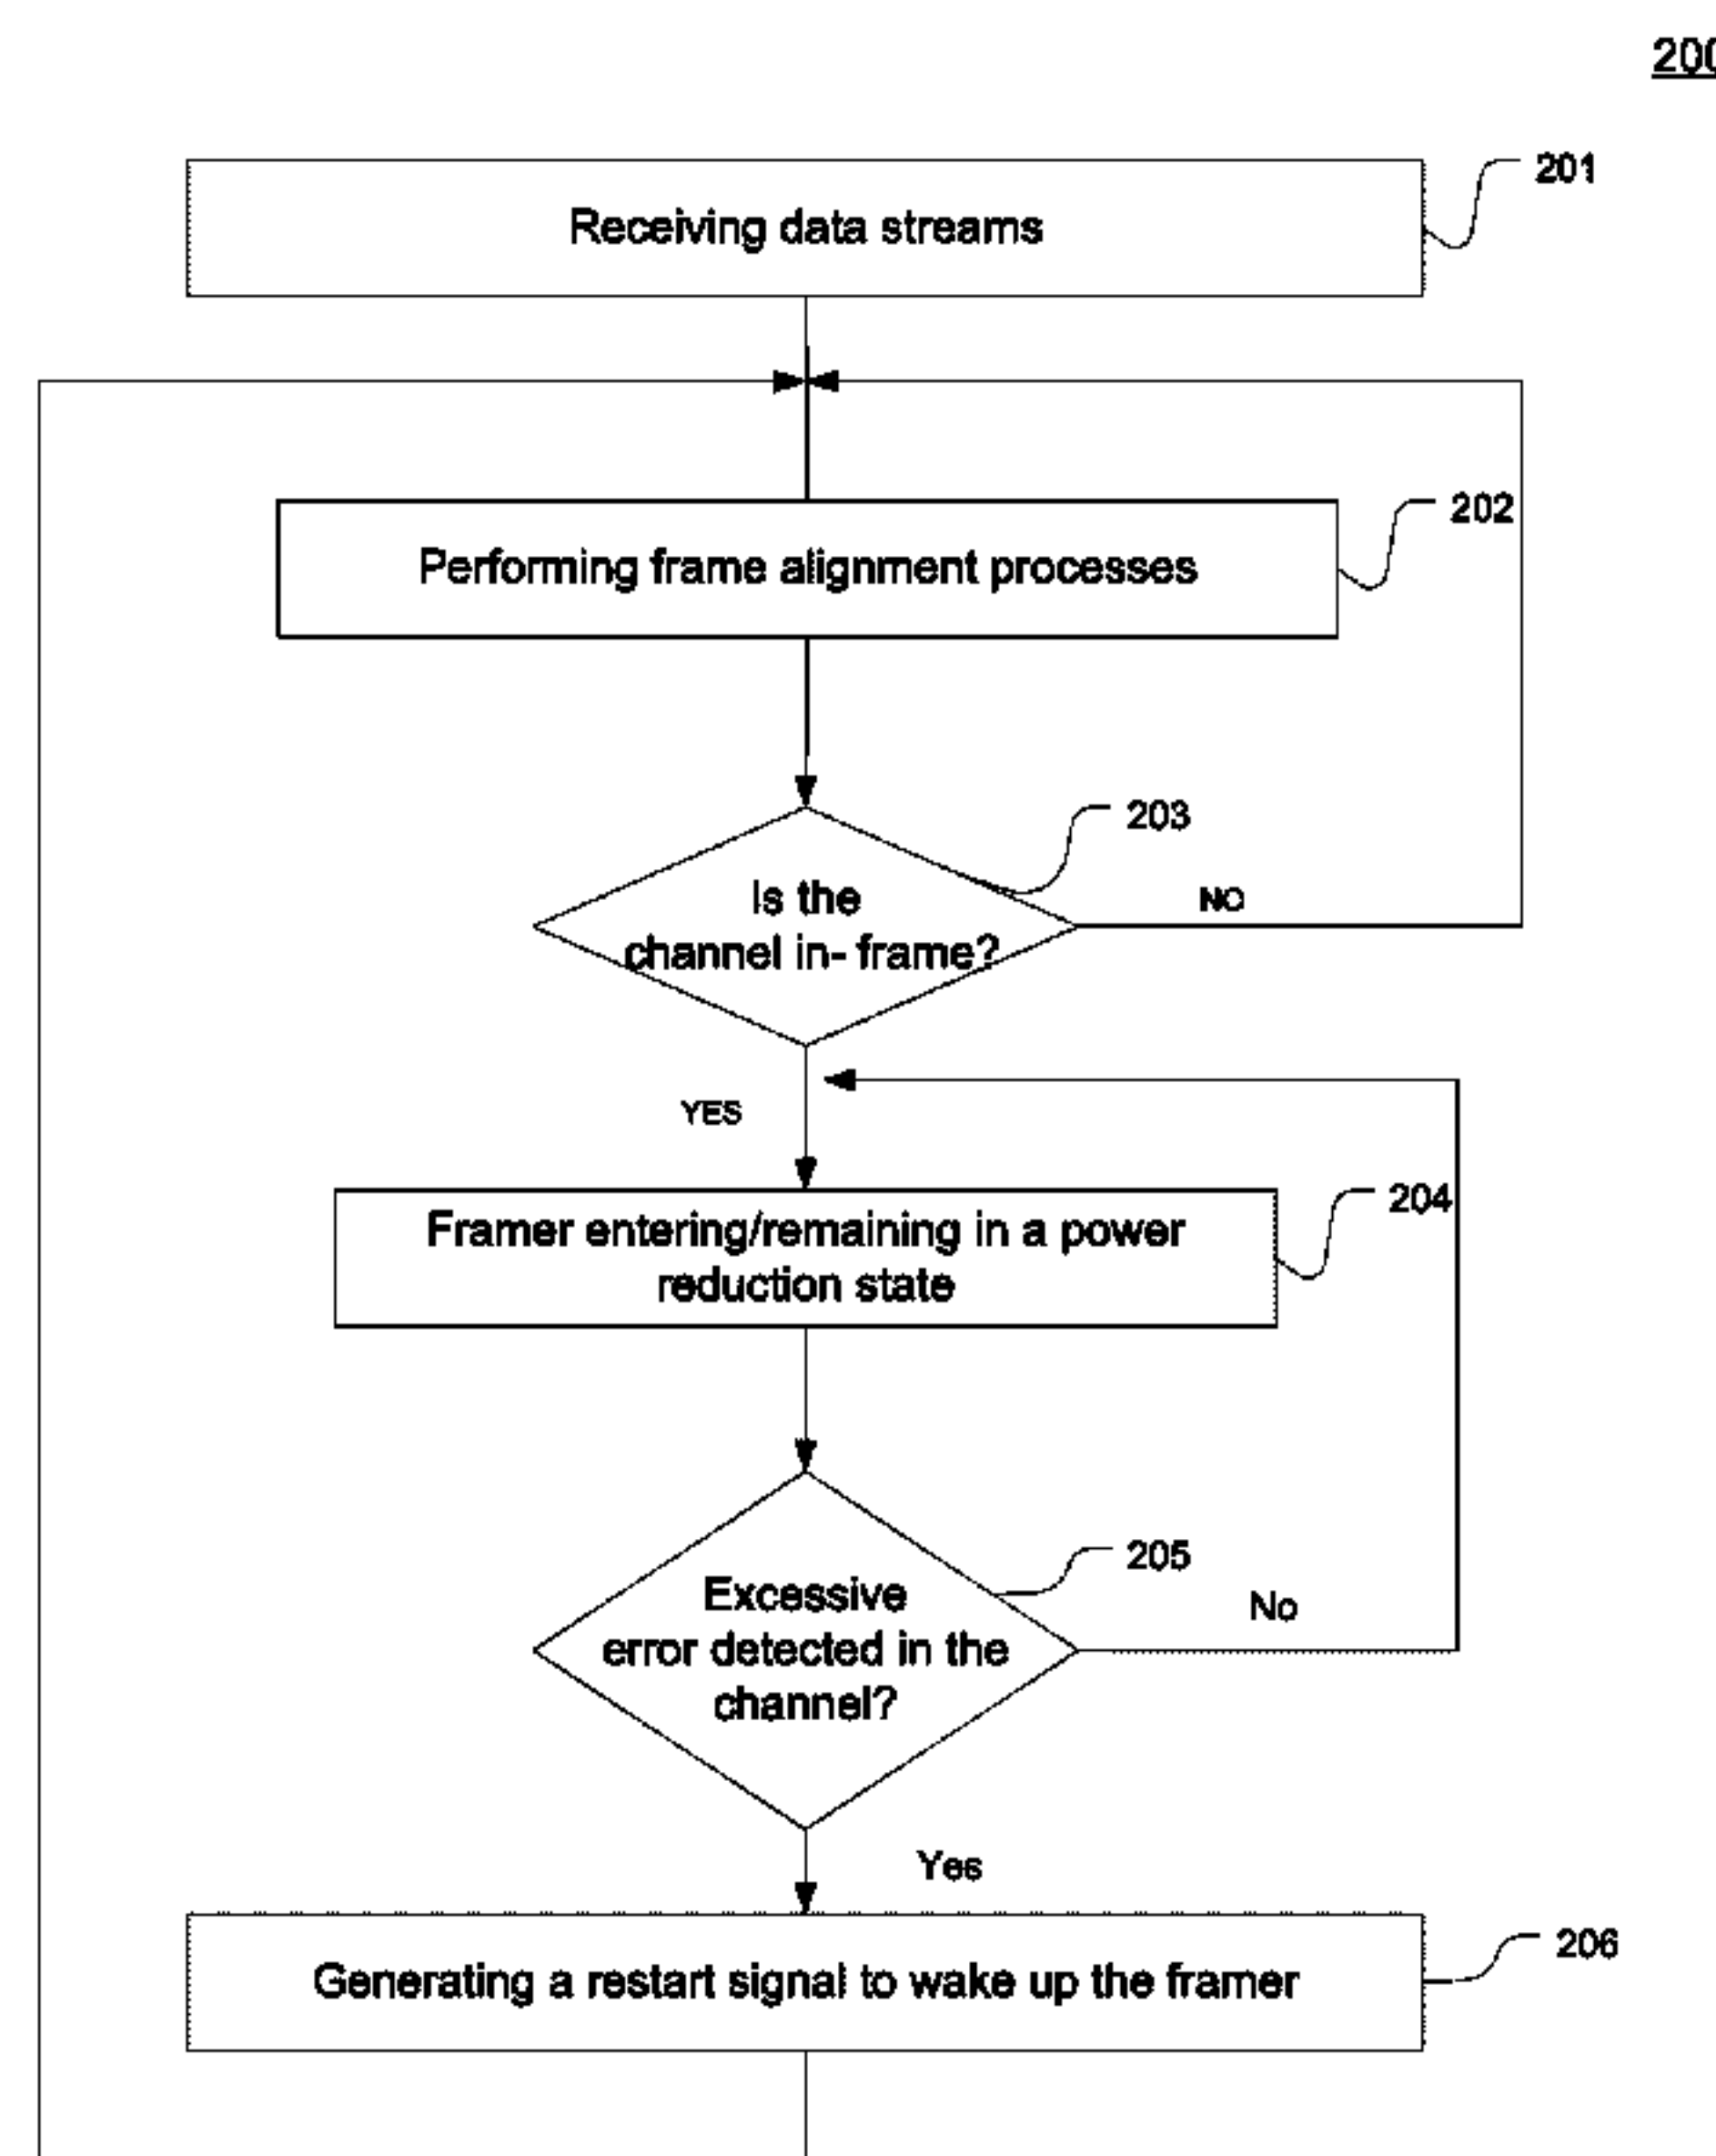 200
201
Receiving data streams
202
Performing frame alignment processes
203
Is the
channel in- frame?
NO
YES
204
Framer entering/remaining in a power
reduction state
205
Excessive
error detected in the
channel?
No
Yes
206
Generating a restart signal to wake up the framer